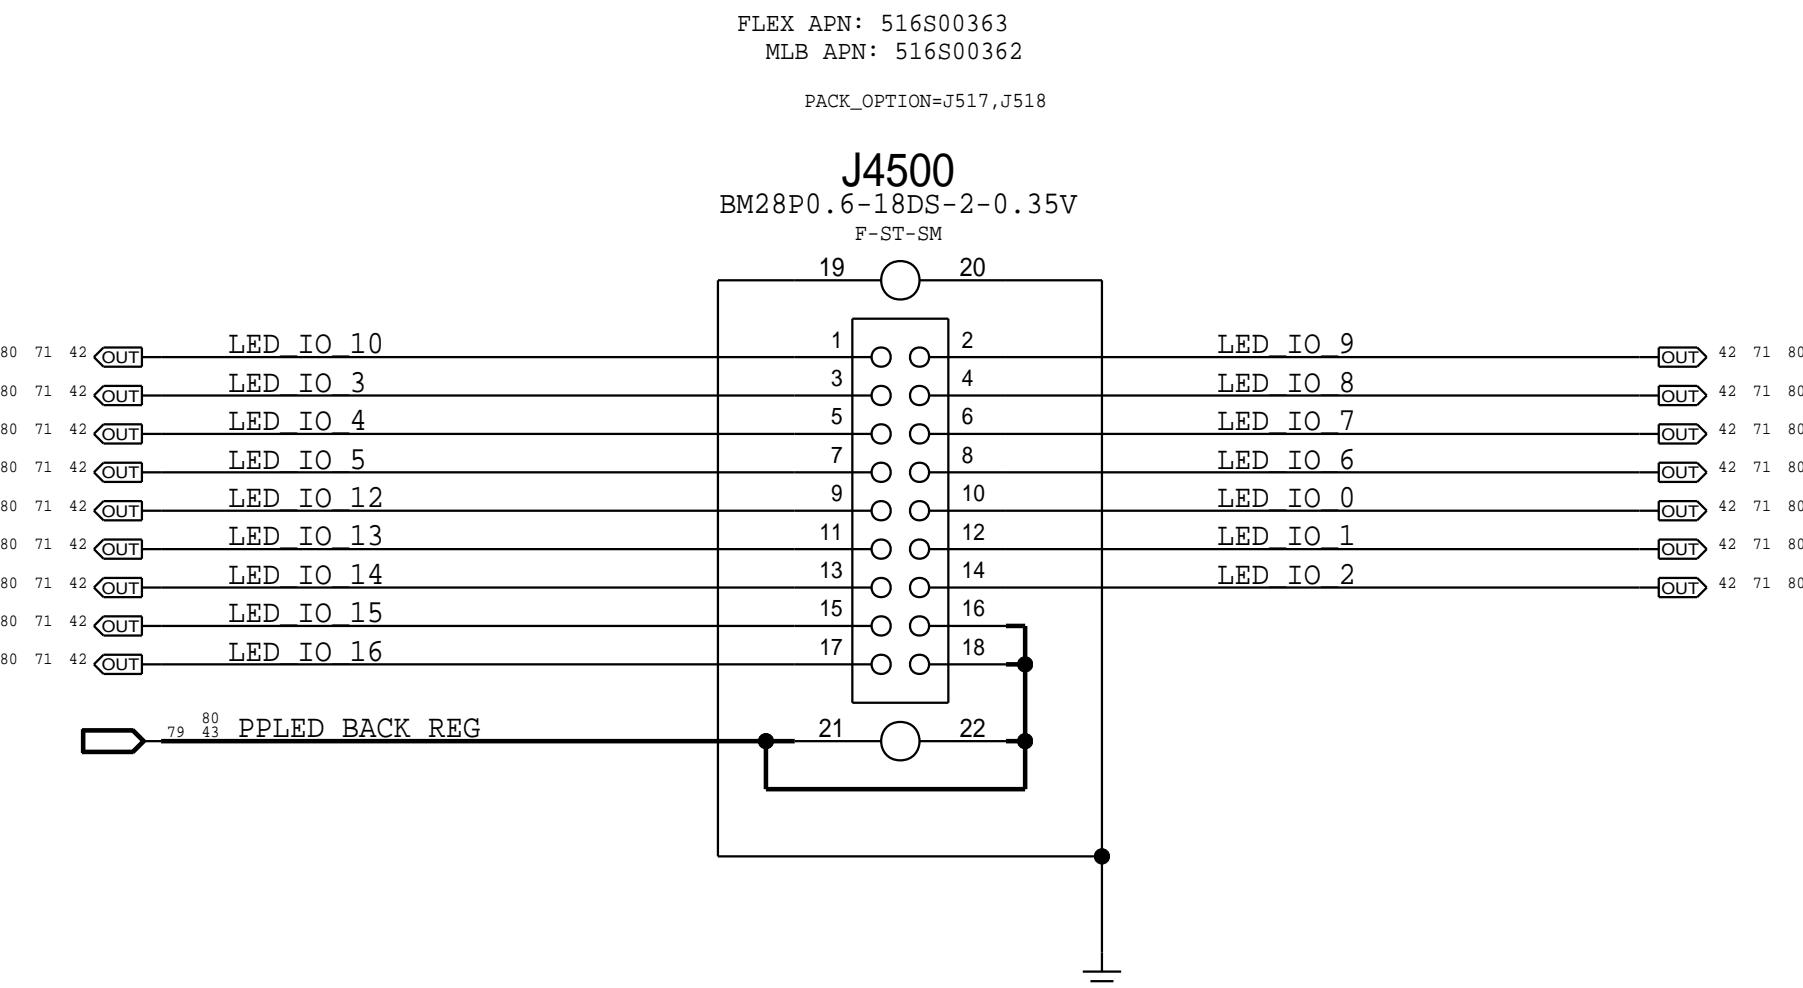 FLEX APN: 516S00363
MLB APN: 516S00362
PACK_OPTION=J517,J518
J4500
BM28P0.6-18DS-2-0.35V
F-ST-SM
19 20
80 71 42 OUT LED_IO_10 1 2 LED_IO_9 OUT 42 71 80
80 71 42 OUT LED_IO_3 3 4 LED_IO_8 OUT 42 71 80
80 71 42 OUT LED_IO_4 5 6 LED_IO_7 OUT 42 71 80
80 71 42 OUT LED_IO_5 7 8 LED_IO_6 OUT 42 71 80
80 71 42 OUT LED_IO_12 9 10 LED_IO_0 OUT 42 71 80
80 71 42 OUT LED_IO_13 11 12 LED_IO_1 OUT 42 71 80
80 71 42 OUT LED_IO_14 13 14 LED_IO_2 OUT 42 71 80
80 71 42 OUT LED_IO_15 15 16
80 71 42 OUT LED_IO_16 17 18
80
79 43 PPLED_BACK_REG 21 22